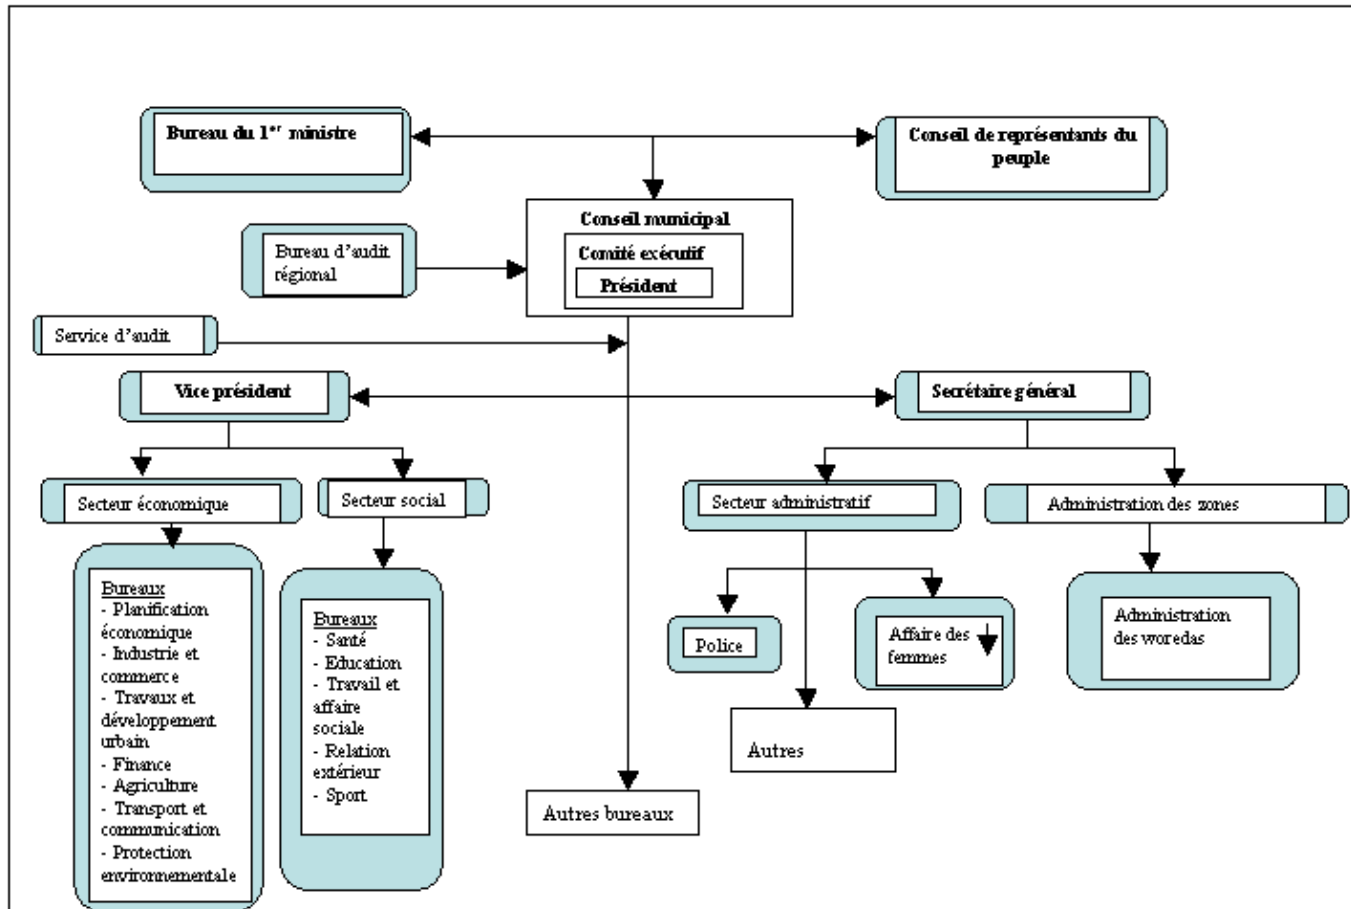 Bureau du 1er ministre
Conseil de représentants du
peuple
Conseil municipal
Comité exécutif
Président
Bureau d'audit
régional
Service d'audit
Vice président
Secrétaire général
Secteur économique
Secteur social
Secteur administratif
Administration des zones
Bureaux
- Planification
économique
- Industrie et
commerce
- Travaux et
développement
urbain
- Finance
- Agriculture
- Transport et
communication
- Protection
environnementale
Bureaux
- Santé
- Education
- Travail et
affaire
sociale
- Relation
extérieur
- Sport
Police
Affaire des
femmes
Administration
des woredas
Autres
Autres bureaux